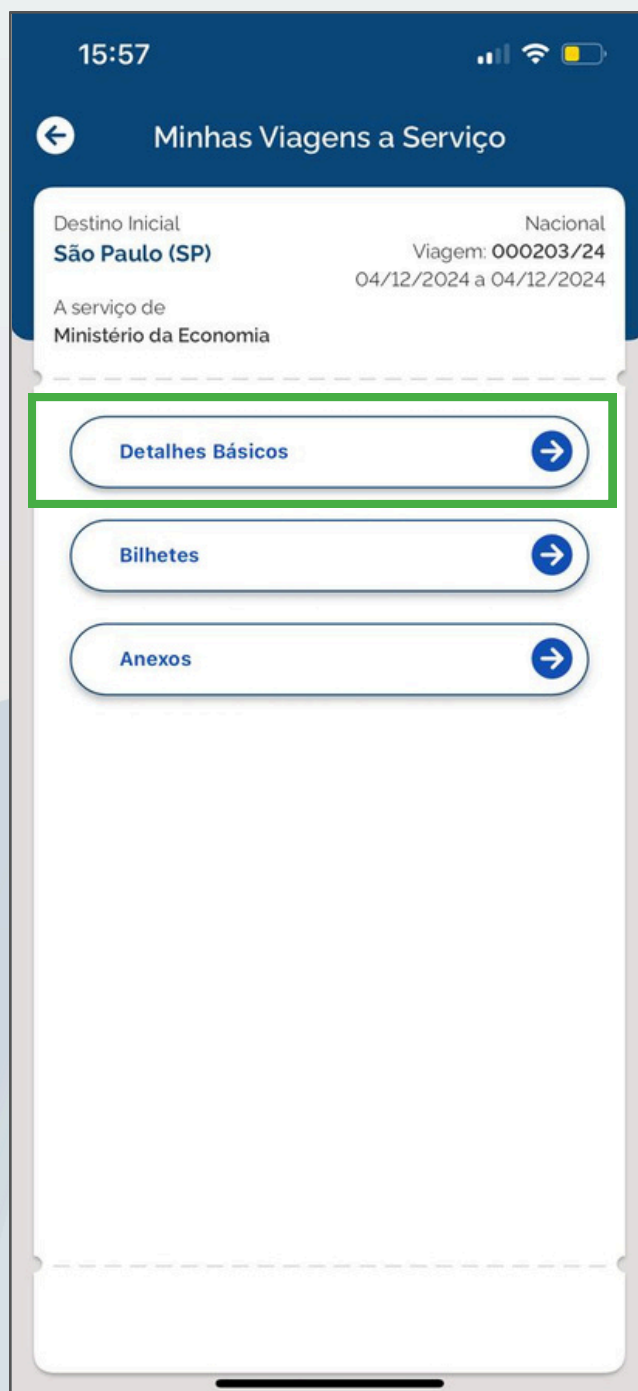 15:57
Minhas Viagens a Serviço
Destino Inicial
São Paulo (SP)
Nacional
Viagem: 000203/24
04/12/2024 a 04/12/2024
A serviço de
Ministério da Economia
Detalhes Básicos
Bilhetes
Anexos